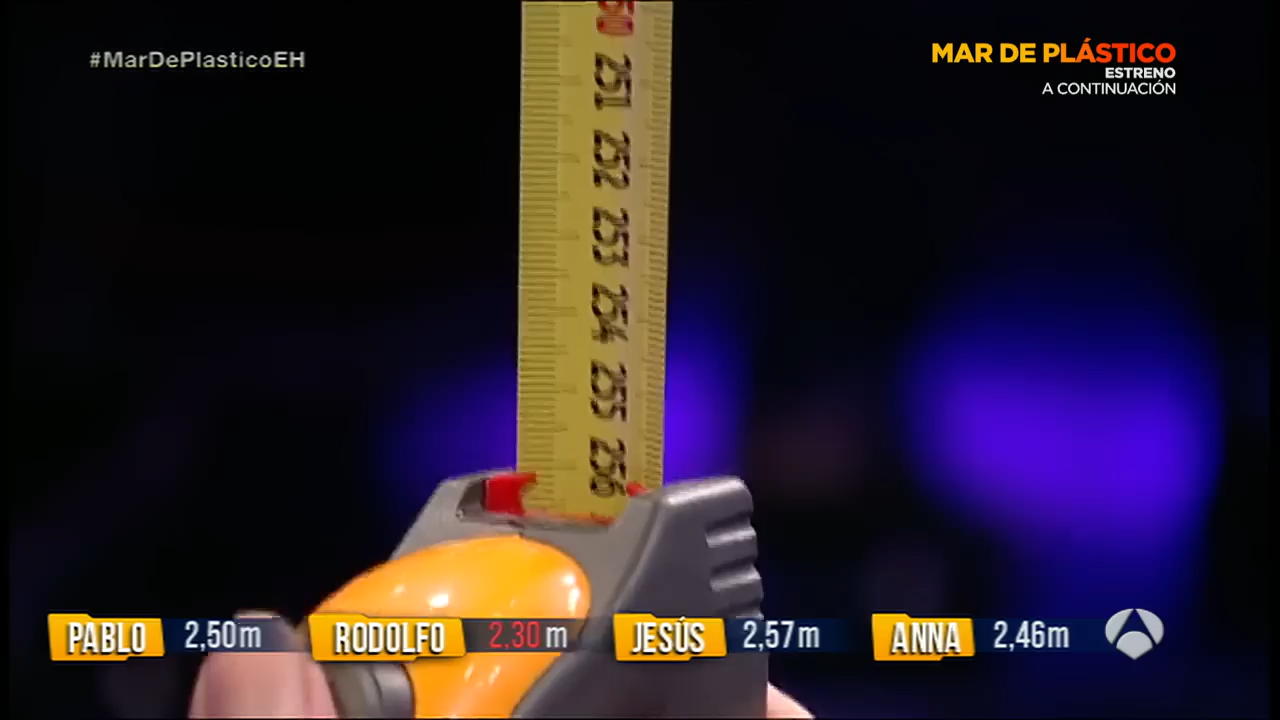 #MarDePlasticoEH
MAR DE PLÁSTICO
ESTRENO
A CONTINUACIÓN
50
251
252
253
254
255
256
PABLO 2,50m RODOLFO 2,30 m JESÚS 2,57m ANNA 2,46m